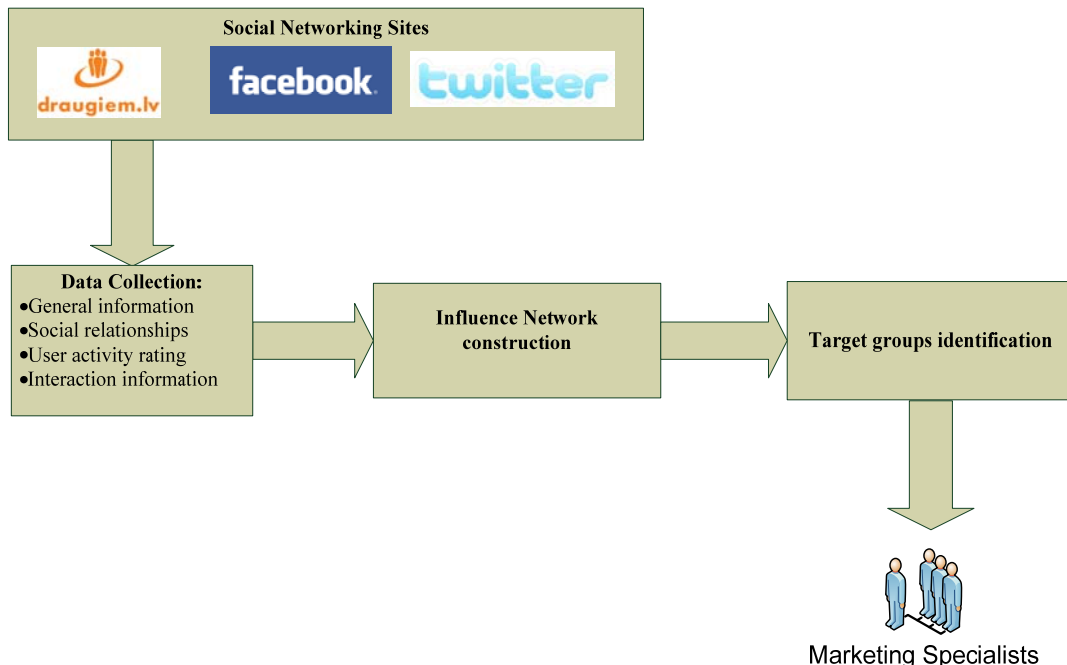 Social Networking Sites
draugiem.lv
facebook.
twitter
Data Collection:
•General information
•Social relationships
•User activity rating
•Interaction information
Influence Network
construction
Target groups identification
Marketing Specialists